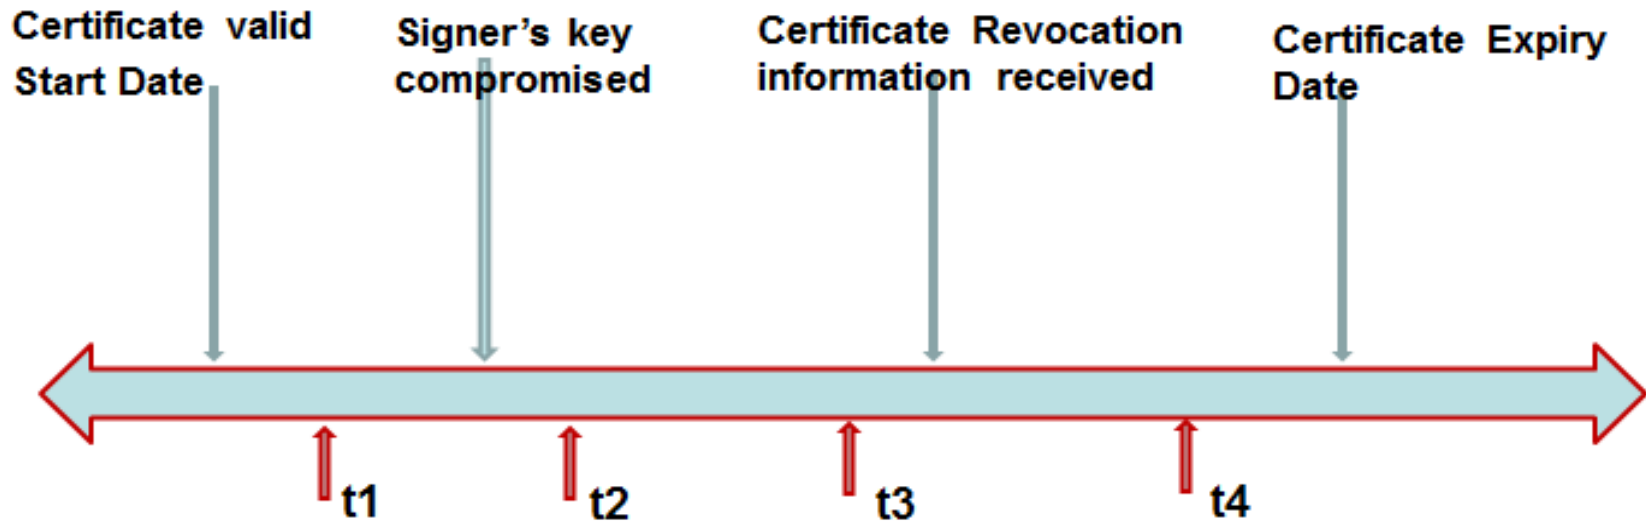 Certificate valid
Start Date
Signer's key
compromised
Certificate Revocation
information received
Certificate Expiry
Date
t1
t2
t3
t4